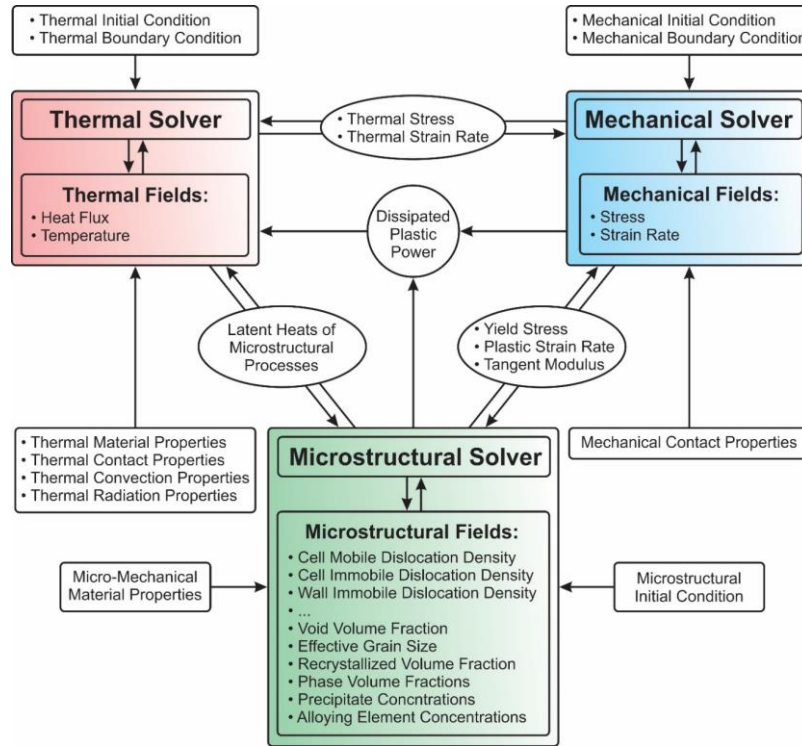 • Thermal Initial Condition
• Thermal Boundary Condition
• Mechanical Initial Condition
• Mechanical Boundary Condition
Thermal Solver
• Thermal Stress
• Thermal Strain Rate
Mechanical Solver
Thermal Fields:
• Heat Flux
• Temperature
Dissipated
Plastic
Power
Mechanical Fields:
• Stress
• Strain Rate
Latent Heats of
Microstructural
Processes
• Yield Stress
• Plastic Strain Rate
• Tangent Modulus
• Thermal Material Properties
• Thermal Contact Properties
• Thermal Convection Properties
• Thermal Radiation Properties
Mechanical Contact Properties
Microstructural Solver
Microstructural Fields:
• Cell Mobile Dislocation Density
• Cell Immobile Dislocation Density
• Wall Immobile Dislocation Density
• ...
• Void Volume Fraction
• Effective Grain Size
• Recrystallized Volume Fraction
• Phase Volume Fractions
• Precipitate Concntrations
• Alloying Element Concentrations
Micro-Mechanical
Material Properties
Microstructural
Initial Condition